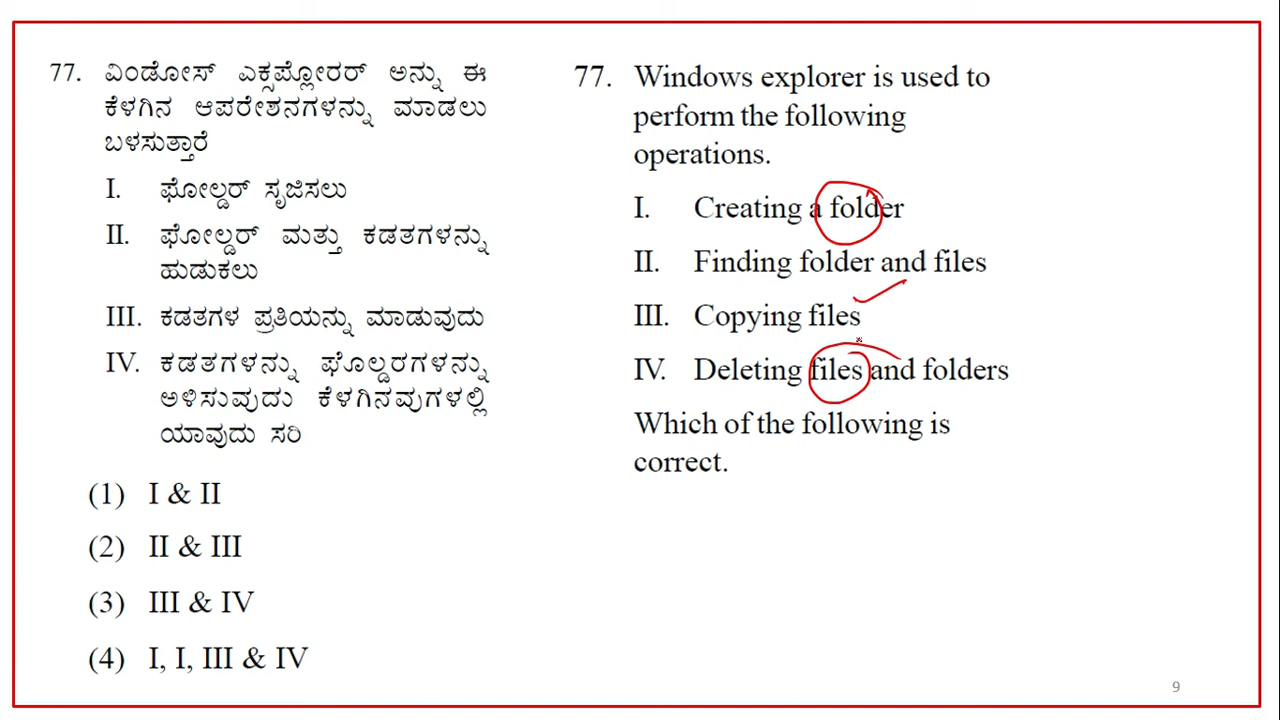 77. ವಿಂಡೋಸ್ ಎಕ್ಸಪ್ಲೋರರ್ ಅನ್ನು ಈ
ಕೆಳಗಿನ ಆಪರೇಶನಗಳನ್ನು ಮಾಡಲು
ಬಳಸುತ್ತಾರೆ
I. ಫೋಲ್ಡರ್ ಸೃಜಿಸಲು
II. ಫೋಲ್ಡರ್ ಮತ್ತು ಕಡತಗಳನ್ನು
ಹುಡುಕಲು
III. ಕಡತಗಳ ಪ್ರತಿಯನ್ನು ಮಾಡುವುದು
IV. ಕಡತಗಳನ್ನು ಫೊಲ್ಡರಗಳನ್ನು
ಅಳಿಸುವುದು ಕೆಳಗಿನವುಗಳಲ್ಲಿ
ಯಾವುದು ಸರಿ
(1) I & II
(2) II & III
(3) III & IV
(4) I, I, III & IV
77. Windows explorer is used to
perform the following
operations.
I. Creating a folder
II. Finding folder and files
III. Copying files
IV. Deleting files and folders
Which of the following is
correct.
9